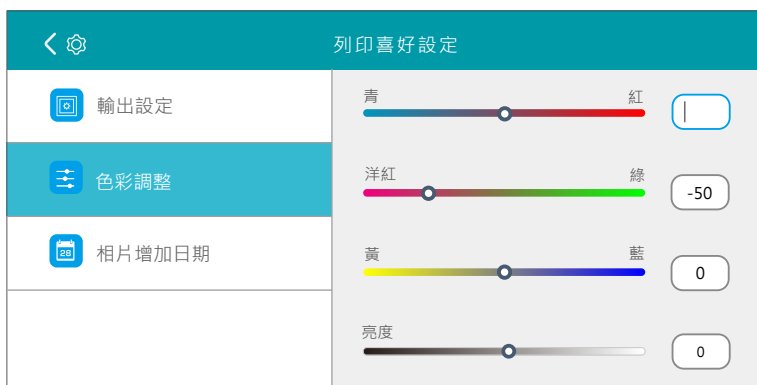 列印喜好設定
輸出設定
色彩調整
28
相片增加日期
青 紅
洋紅 綠
-50
黃 藍
0
亮度
0